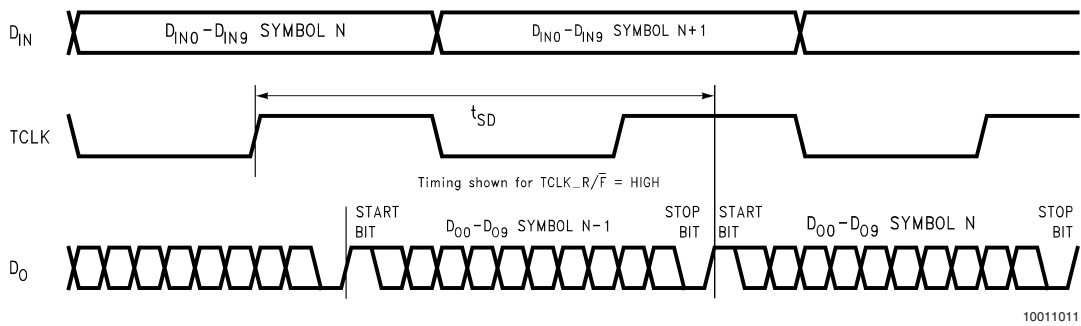 DIN DIN0-DIN9 SYMBOL N DIN0-DIN9 SYMBOL N+1
tSD
TCLK
Timing shown for TCLK_R/F̅ = HIGH
START BIT D00-D09 SYMBOL N-1 STOP BIT START BIT D00-D09 SYMBOL N STOP BIT
DO
10011011